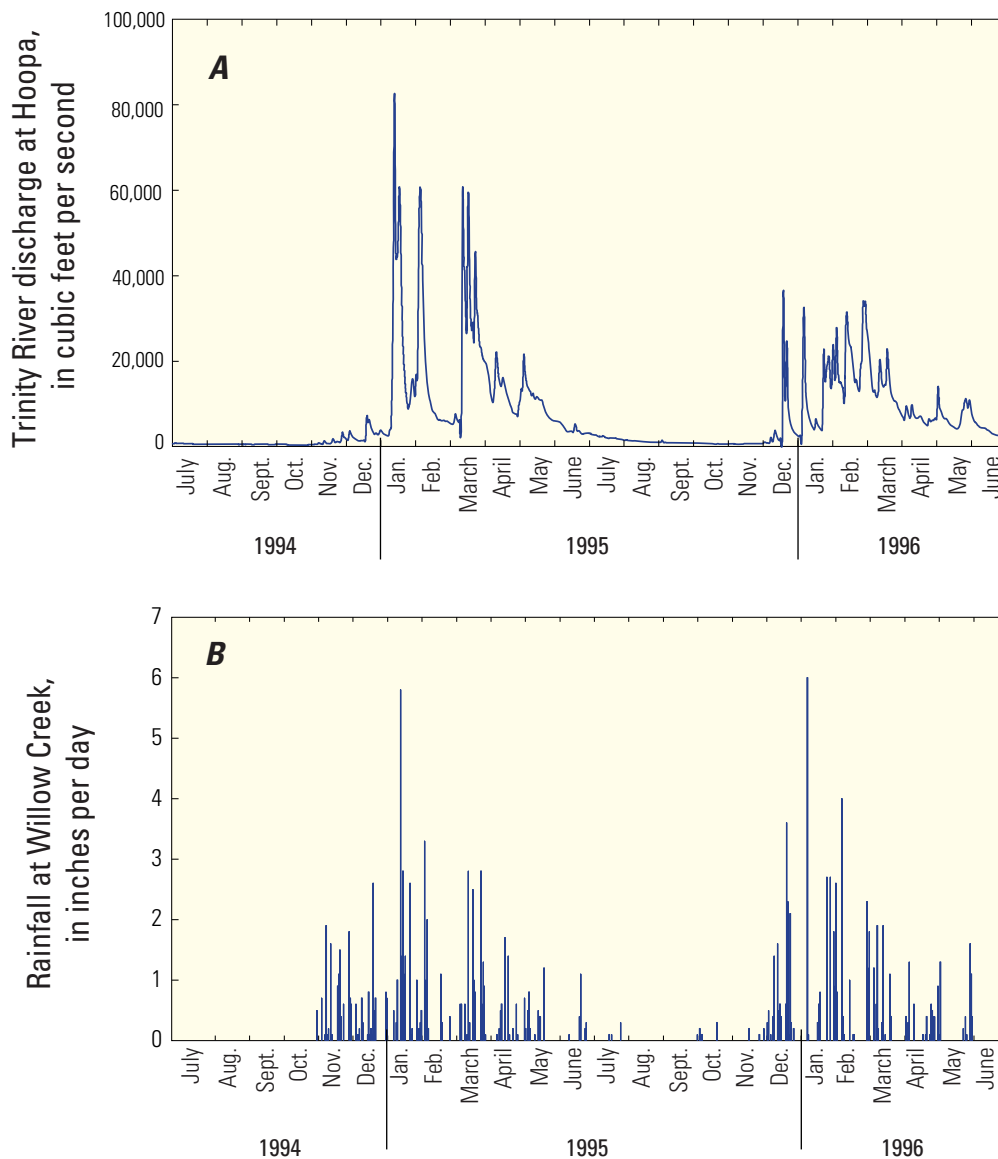 Trinity River discharge at Hoopa,
in cubic feet per second
100,000
80,000
60,000
40,000
20,000
0
A
July Aug. Sept. Oct. Nov. Dec. Jan. Feb. March April May June July Aug. Sept. Oct. Nov. Dec. Jan. Feb. March April May June
1994 1995 1996
Rainfall at Willow Creek,
in inches per day
7
6
5
4
3
2
1
0
B
July Aug. Sept. Oct. Nov. Dec. Jan. Feb. March April May June July Aug. Sept. Oct. Nov. Dec. Jan. Feb. March April May June
1994 1995 1996